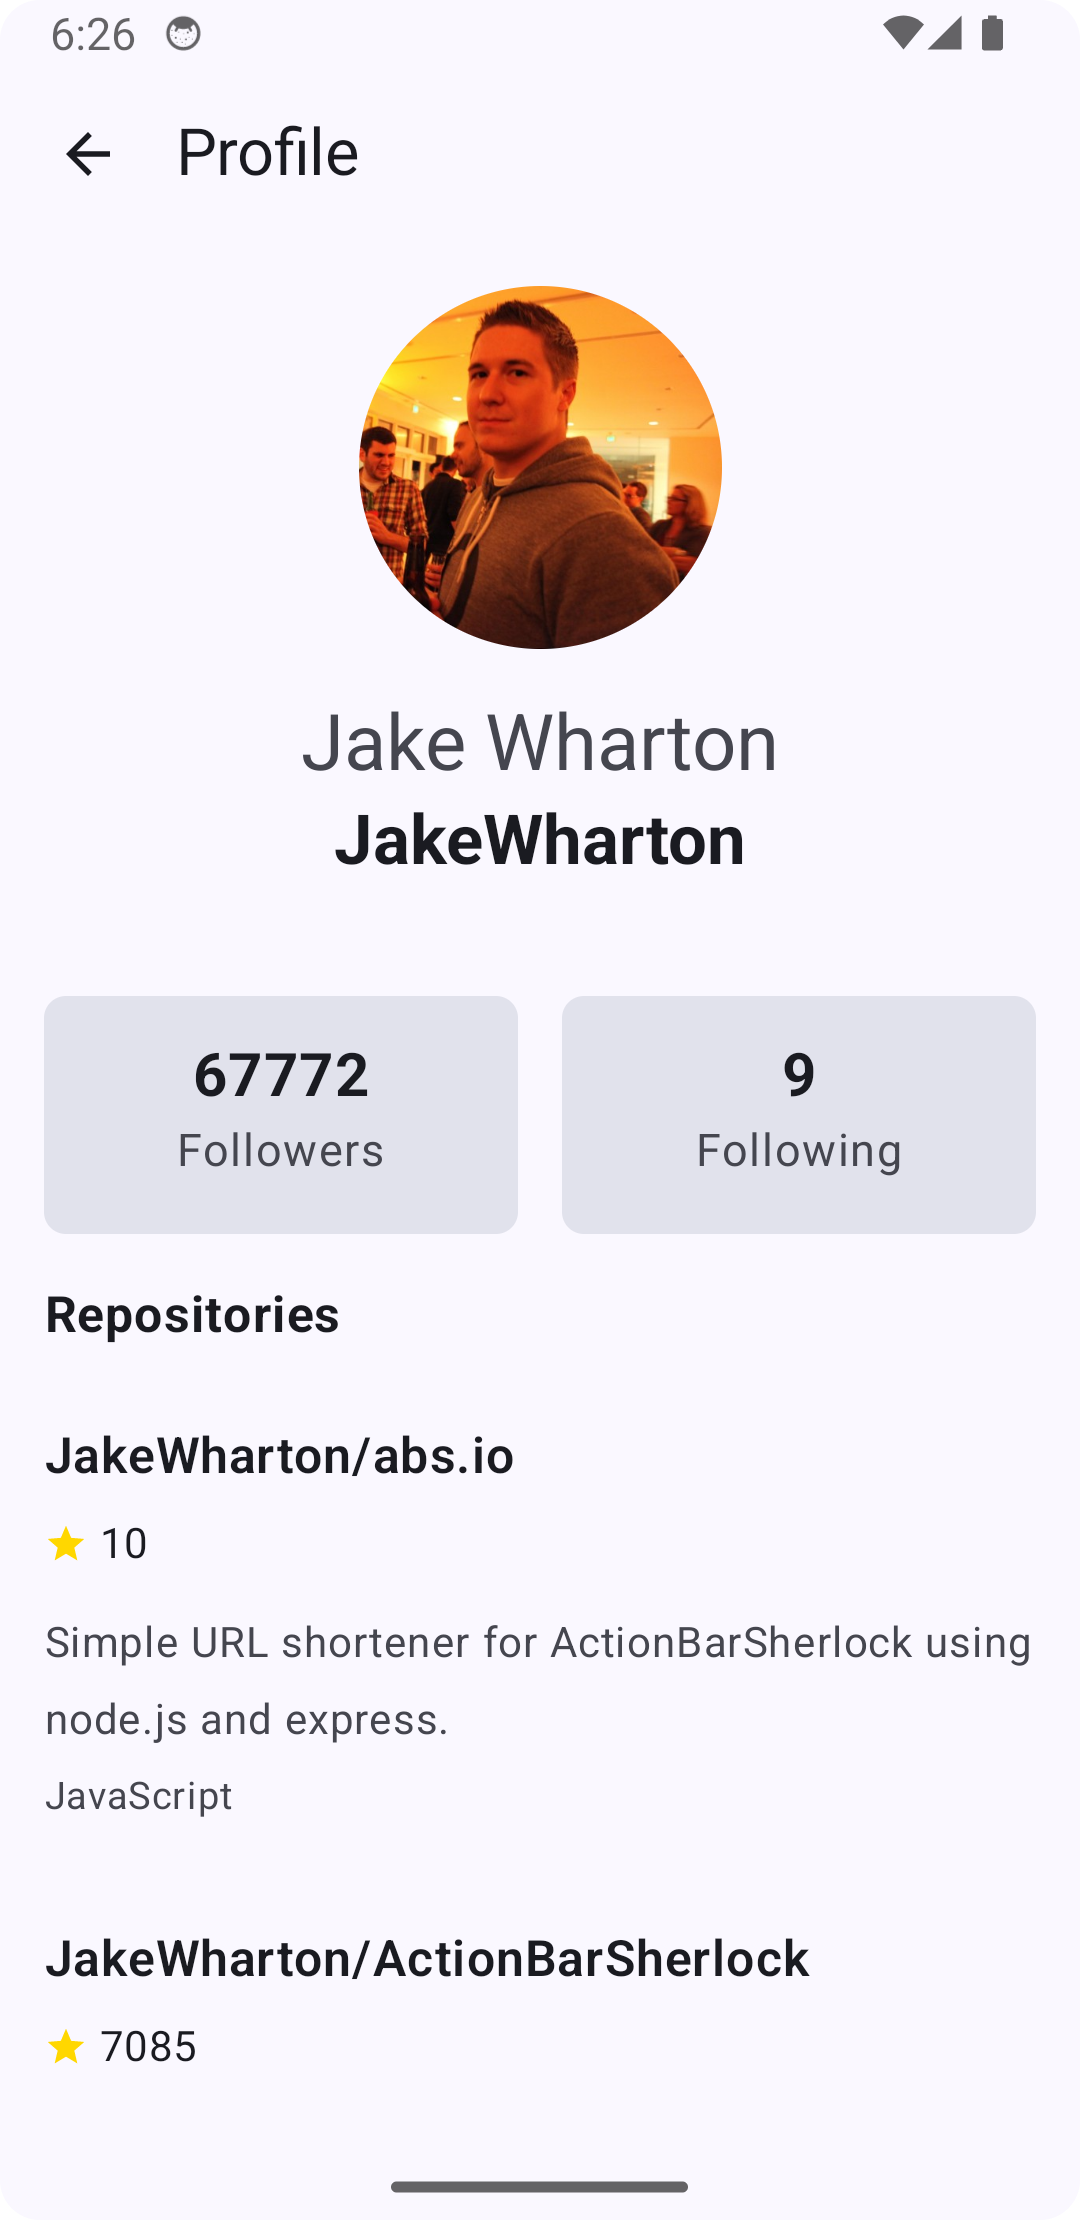 6:26
Profile
Jake Wharton
JakeWharton
67772
Followers
9
Following
Repositories
JakeWharton/abs.io
10
Simple URL shortener for ActionBarSherlock using
node.js and express.
JavaScript
JakeWharton/ActionBarSherlock
7085